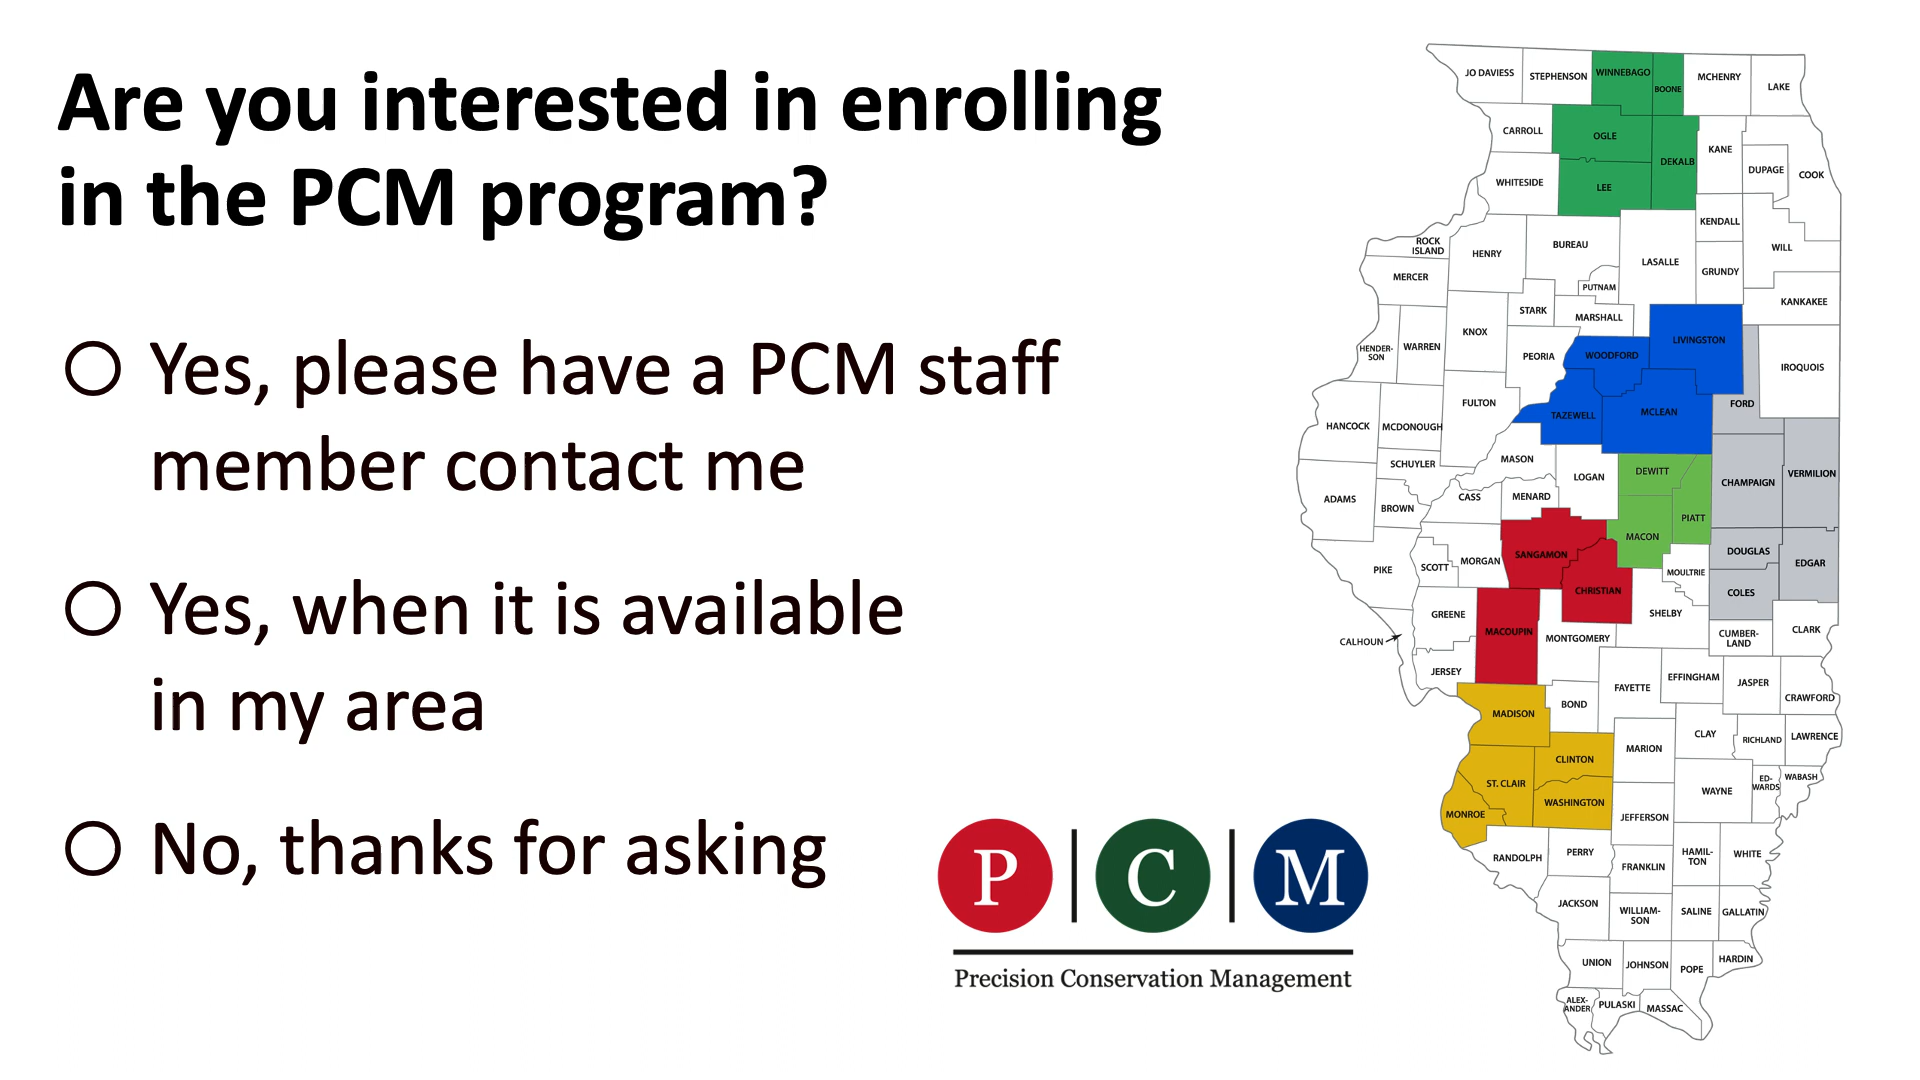 Are you interested in enrolling
in the PCM program?
Yes, please have a PCM staff
member contact me
Yes, when it is available
in my area
No, thanks for asking
P | C | M
Precision Conservation Management
JO DAVIESS
STEPHENSON
WINNEBAGO
BOONE
MCHENRY
LAKE
CARROLL
OGLE
DEKALB
KANE
DUPAGE
COOK
WHITESIDE
LEE
KENDALL
ROCK
ISLAND
HENRY
BUREAU
LASALLE
WILL
GRUNDY
MERCER
PUTNAM
KANKAKEE
STARK
MARSHALL
KNOX
HENDER-
SON
WARREN
PEORIA
WOODFORD
LIVINGSTON
IROQUOIS
FULTON
TAZEWELL
MCLEAN
FORD
HANCOCK
MCDONOUGH
SCHUYLER
MASON
LOGAN
DEWITT
CHAMPAIGN
VERMILION
ADAMS
BROWN
CASS
MENARD
PIATT
MACON
SANGAMON
DOUGLAS
EDGAR
PIKE
SCOTT
MORGAN
MOULTRIE
CHRISTIAN
COLES
GREENE
SHELBY
CALHOUN
MACOUPIN
MONTGOMERY
CUMBER-
LAND
CLARK
JERSEY
FAYETTE
EFFINGHAM
JASPER
CRAWFORD
MADISON
BOND
CLAY
RICHLAND
LAWRENCE
MARION
CLINTON
ST. CLAIR
WAYNE
ED-
WARDS
WABASH
WASHINGTON
MONROE
JEFFERSON
RANDOLPH
PERRY
FRANKLIN
HAMIL-
TON
WHITE
JACKSON
WILLIAM-
SON
SALINE
GALLATIN
UNION
JOHNSON
POPE
HARDIN
ALEX-
ANDER
PULASKI
MASSAC